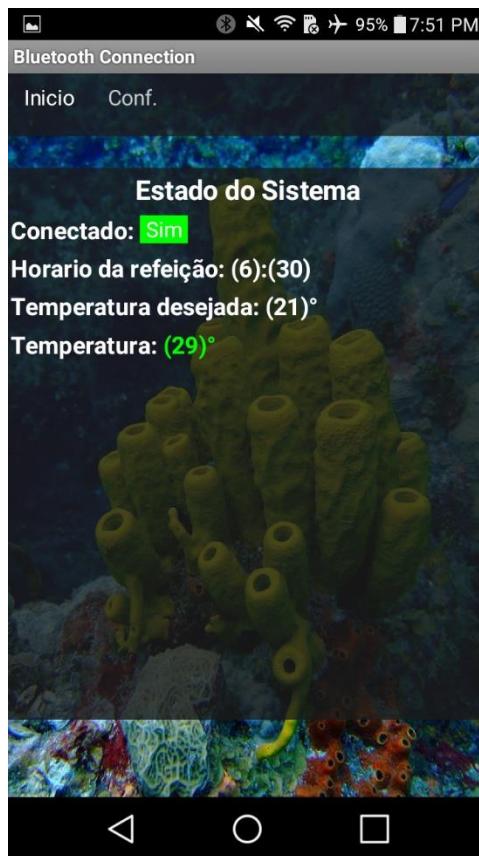 95% 7:51 PM
Bluetooth Connection
Inicio Conf.
Estado do Sistema
Conectado: Sim
Horario da refeição: (6):(30)
Temperatura desejada: (21)°
Temperatura: (29)°